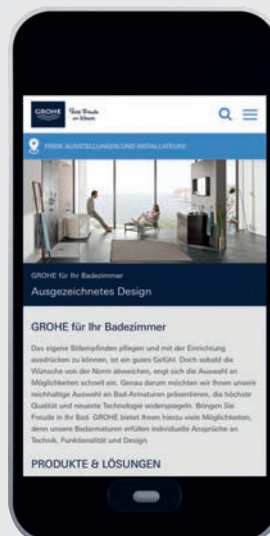 GROHE
Pure Freude
an Wasser
FINDE AUSSTELLUNGEN UND INSTALLATEURE
GROHE für Ihr Badezimmer
Ausgezeichnetes Design
GROHE für Ihr Badezimmer
Das eigene Stilempfinden pflegen und mit der Einrichtung
ausdrücken zu können, ist ein gutes Gefühl. Doch sobald die
Wünsche von der Norm abweichen, engt sich die Auswahl an
Möglichkeiten schnell ein. Genau darum möchten wir Ihnen unsere
reichhaltige Auswahl an Bad-Armaturen präsentieren, die höchste
Qualität und neueste Technologie widerspiegeln. Bringen Sie
Freude in Ihr Bad. GROHE bietet Ihnen hierzu viele Möglichkeiten,
denn unsere Badarmaturen erfüllen individuelle Ansprüche an
Technik, Funktionalität und Design.
PRODUKTE & LÖSUNGEN